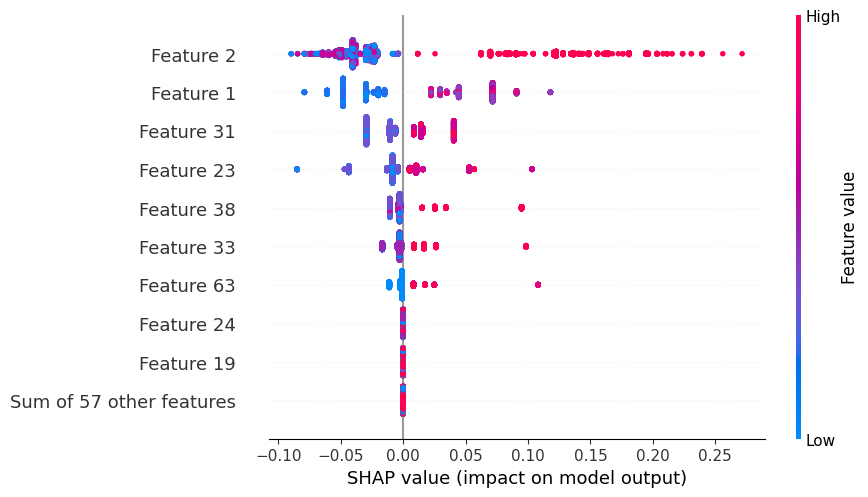 High
Feature 2
Feature 1
Feature 31
Feature 23
Feature 38
Feature 33
Feature 63
Feature 24
Feature 19
Sum of 57 other features
Feature value
Low
−0.10 −0.05 0.00 0.05 0.10 0.15 0.20 0.25
SHAP value (impact on model output)